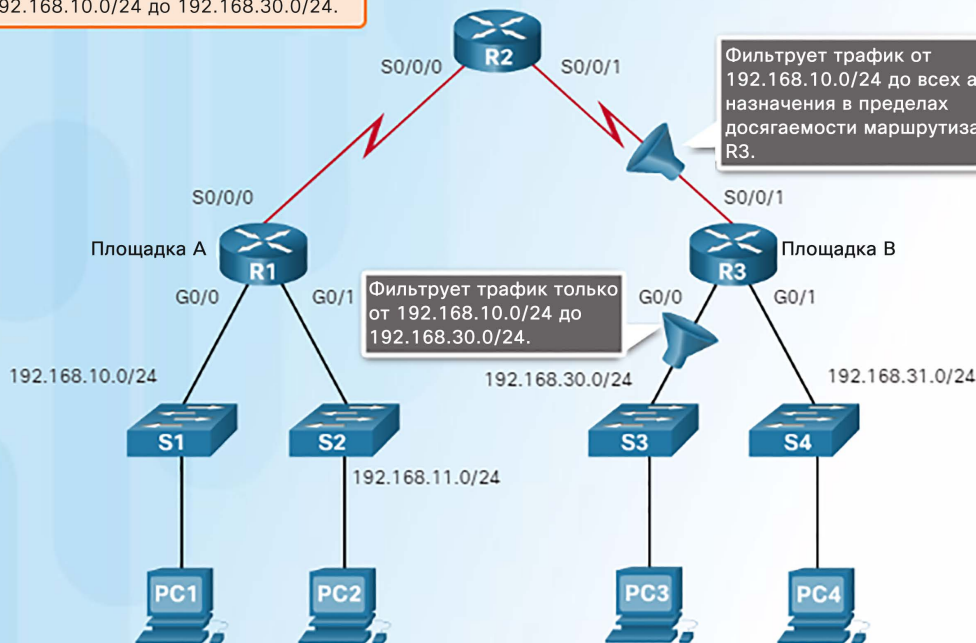 92.168.10.0/24 до 192.168.30.0/24.
R2
S0/0/0
S0/0/1
Фильтрует трафик от
192.168.10.0/24 до всех а
назначения в пределах
досягаемости маршрутиза
R3.
S0/0/0
S0/0/1
Площадка A
R1
R3
Площадка B
G0/0
G0/1
Фильтрует трафик только
от 192.168.10.0/24 до
192.168.30.0/24.
G0/0
G0/1
192.168.10.0/24
192.168.30.0/24
192.168.31.0/24
S1
S2
S3
S4
192.168.11.0/24
PC1
PC2
PC3
PC4